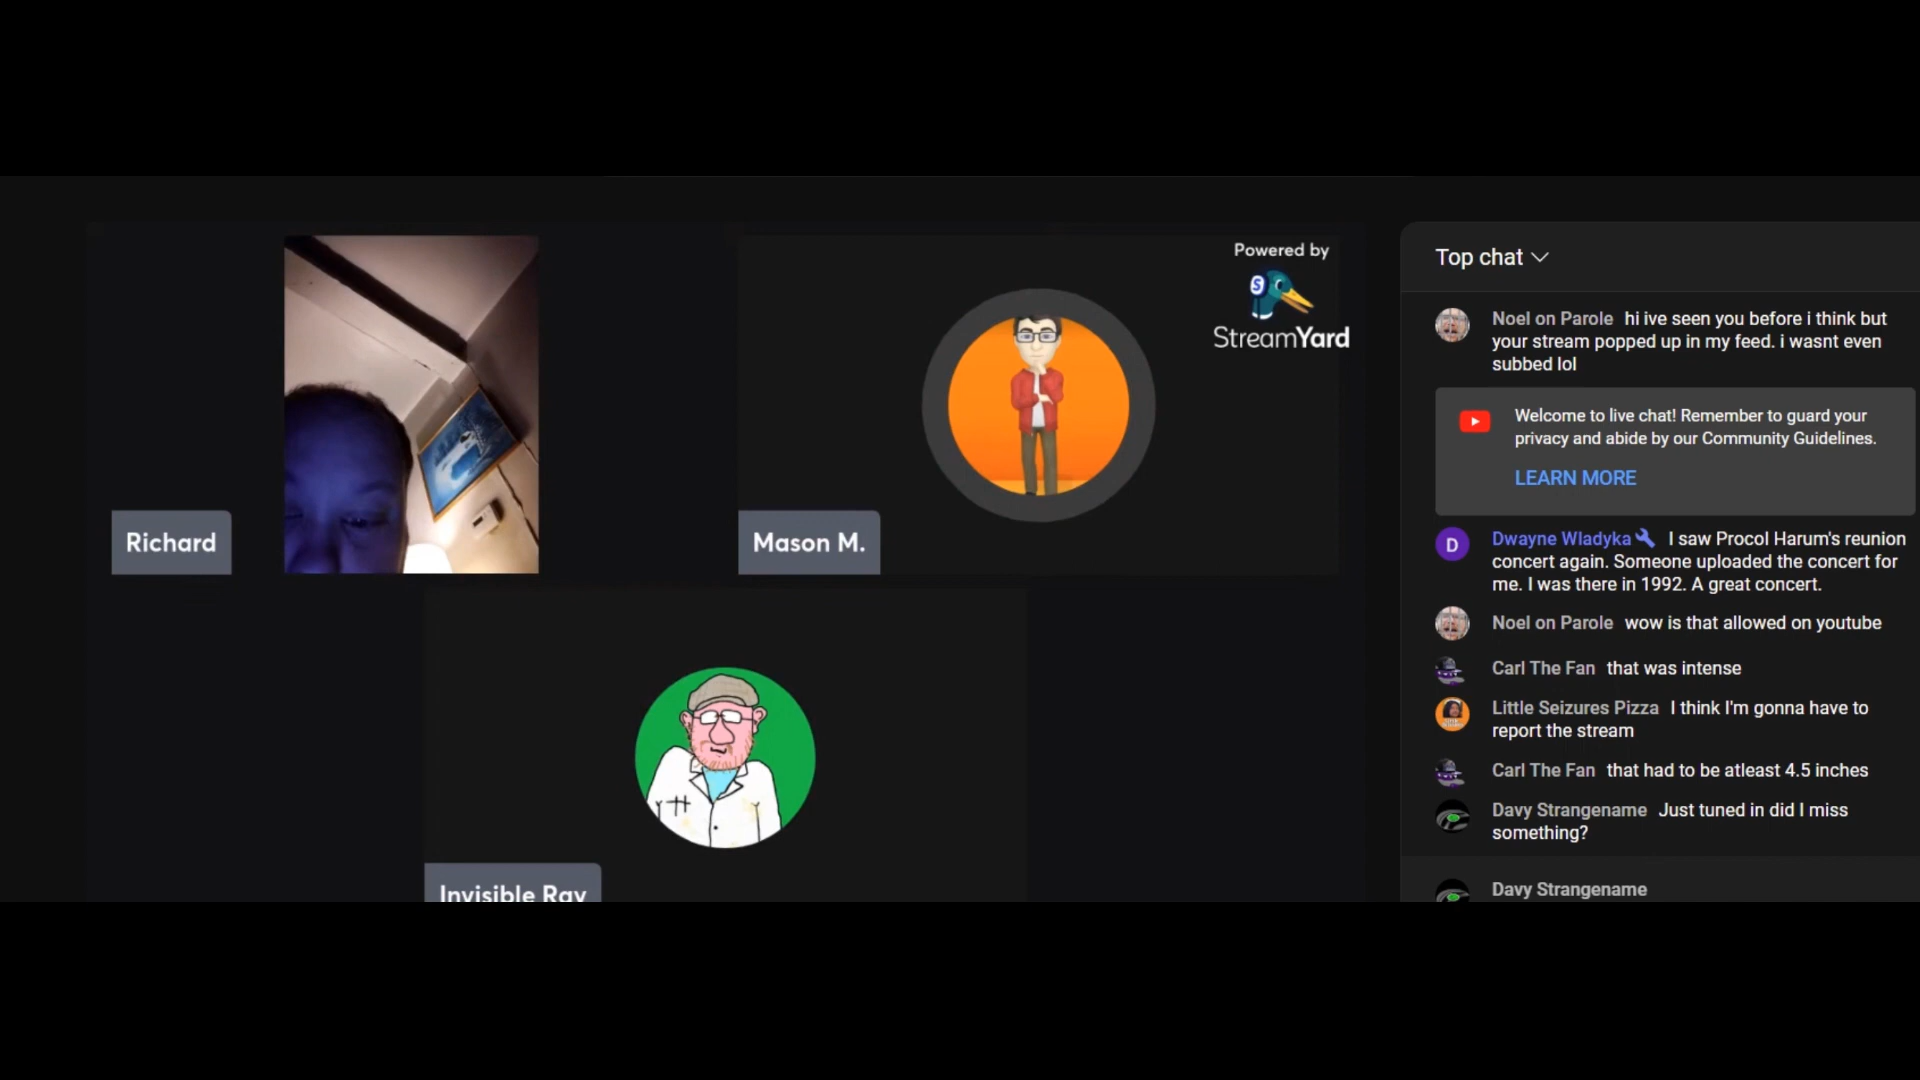 Powered by
StreamYard
Richard
Mason M.
Invisible Ray
Top chat
Noel on Parole hi ive seen you before i think but
your stream popped up in my feed. i wasnt even
subbed lol
Welcome to live chat! Remember to guard your
privacy and abide by our Community Guidelines.
LEARN MORE
D
Dwayne Wladyka I saw Procol Harum's reunion
concert again. Someone uploaded the concert for
me. I was there in 1992. A great concert.
Noel on Parole wow is that allowed on youtube
Carl The Fan that was intense
Little Seizures Pizza I think I'm gonna have to
report the stream
Carl The Fan that had to be atleast 4.5 inches
Davy Strangename Just tuned in did I miss
something?
Davy Strangename